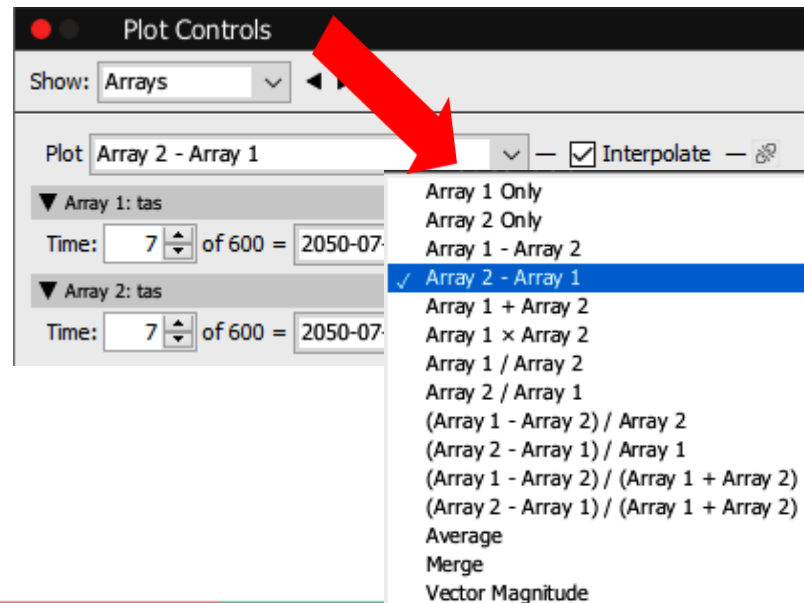 Plot Controls
Show: Arrays
Plot Array 2 - Array 1 — Interpolate —
Array 1: tas
Time: 7 of 600 = 2050-07-
Array 2: tas
Time: 7 of 600 = 2050-07-
Array 1 Only
Array 2 Only
Array 1 - Array 2
✓ Array 2 - Array 1
Array 1 + Array 2
Array 1 × Array 2
Array 1 / Array 2
Array 2 / Array 1
(Array 1 - Array 2) / Array 2
(Array 2 - Array 1) / Array 1
(Array 1 - Array 2) / (Array 1 + Array 2)
(Array 2 - Array 1) / (Array 1 + Array 2)
Average
Merge
Vector Magnitude